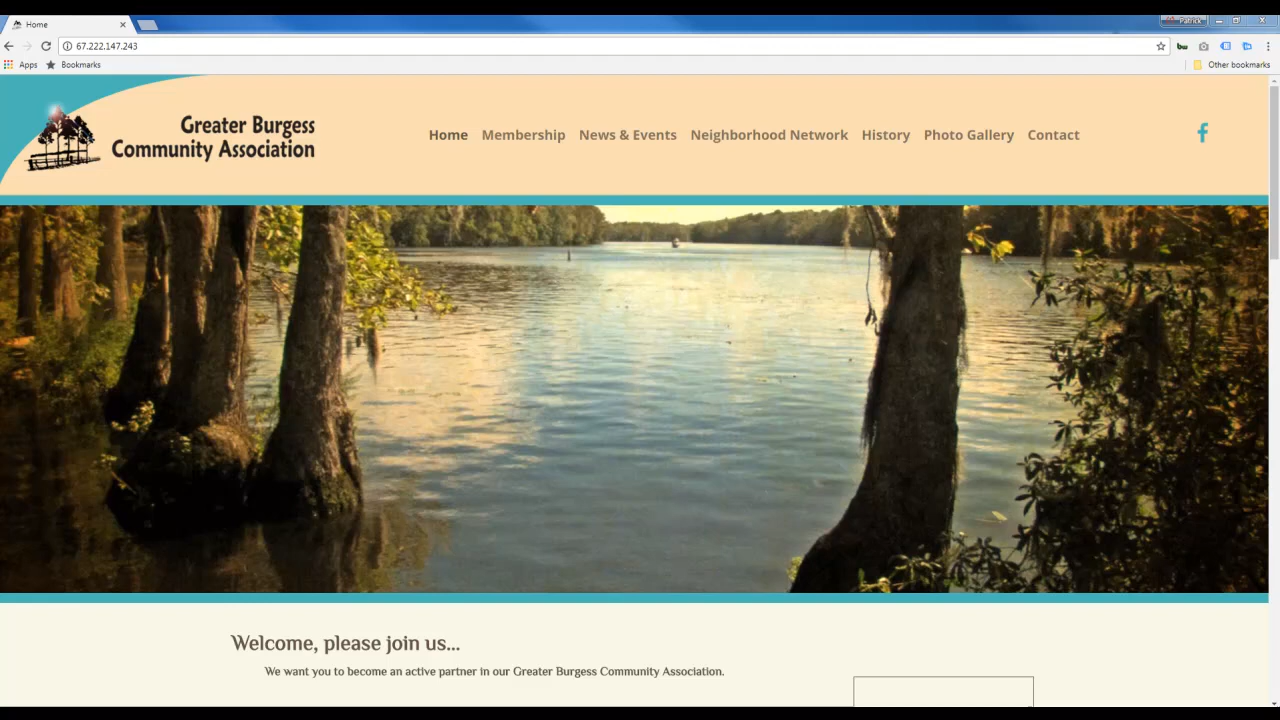 Home
Patrick
67.222.147.243
Apps
Bookmarks
Other bookmarks
Greater Burgess
Community Association
Home Membership News & Events Neighborhood Network History Photo Gallery Contact
Welcome, please join us...
We want you to become an active partner in our Greater Burgess Community Association.